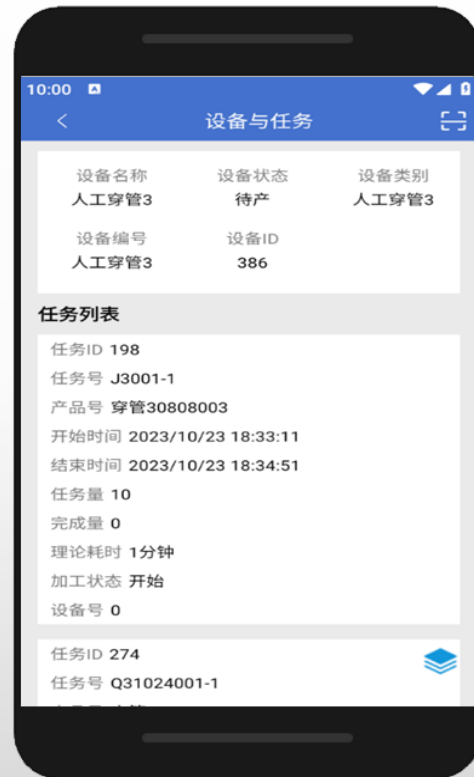 10:00
设备与任务
设备名称 设备状态 设备类别
人工穿管3 待产 人工穿管3
设备编号 设备ID
人工穿管3 386
任务列表
任务ID 198
任务号 J3001-1
产品号 穿管30808003
开始时间 2023/10/23 18:33:11
结束时间 2023/10/23 18:34:51
任务量 10
完成量 0
理论耗时 1分钟
加工状态 开始
设备号 0
任务ID 274
任务号 Q31024001-1